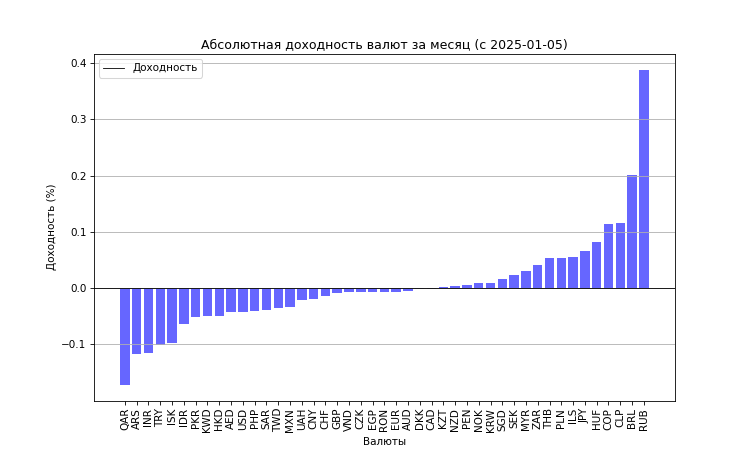 Абсолютная доходность валют за месяц (с 2025-01-05)
Доходность
0.4
0.3
0.2
0.1
0.0
−0.1
Доходность (%)
QAR ARS INR TRY ISK IDR PKR KWD HKD AED USD PHP SAR TWD MXN UAH CNY CHF GBP VND CZK EGP RON EUR AUD DKK CAD KZT NZD PEN NOK KRW SGD SEK MYR ZAR THB PLN ILS JPY HUF COP CLP BRL RUB
Валюты